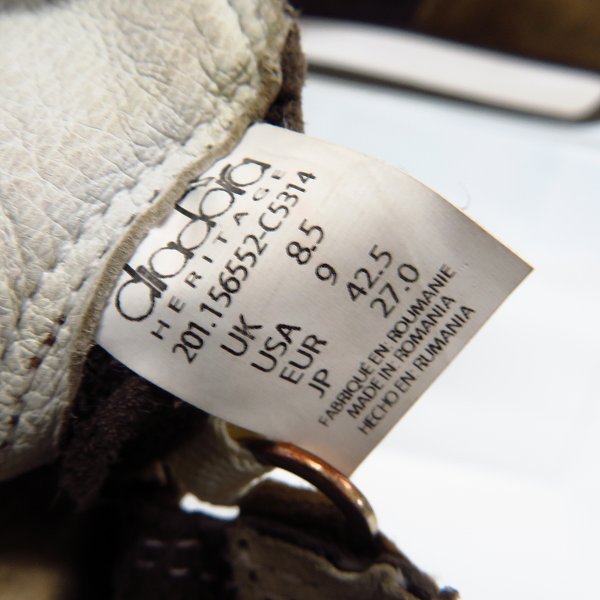 diadora
HERITAGE
201.156552-C5314
UK 8.5
USA 9
EUR 42.5
JP 27.0
FABRIQUÉ EN: ROUMANIE
MADE IN ROMANIA
HECHO EN: RUMANIA